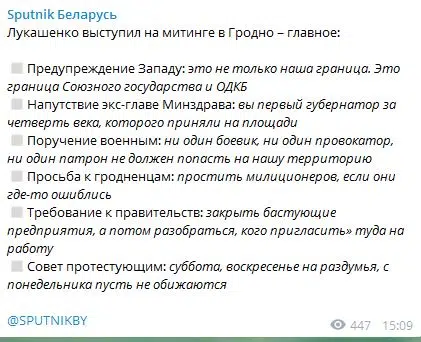 Sputnik Беларусь
Лукашенко выступил на митинге в Гродно – главное:
Предупреждение Западу: это не только наша граница. Это
граница Союзного государства и ОДКБ
Напутствие экс-главе Минздрава: вы первый губернатор за
четверть века, которого приняли на площади
Поручение военным: ни один боевик, ни один провокатор,
ни один патрон не должен попасть на нашу территорию
Просьба к гродненцам: простить милиционеров, если они
где-то ошиблись
Требование к правительств: закрыть бастующие
предприятия, а потом разобраться, кого пригласить» туда на
работу
Совет протестующим: суббота, воскресенье на раздумья, с
понедельника пусть не обижаются
@SPUTNIKBY
447 15:09